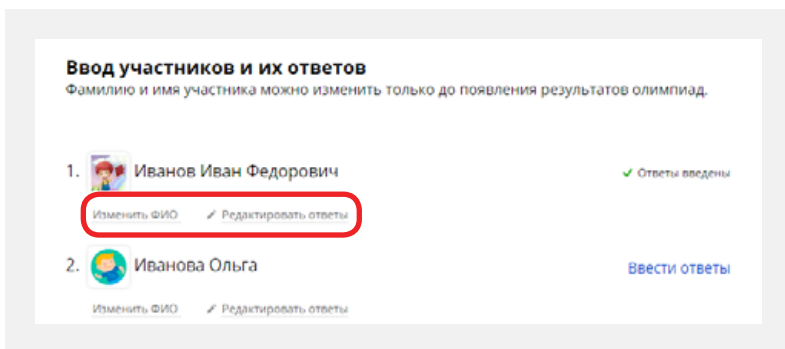 Ввод участников и их ответов
Фамилию и имя участника можно изменить только до появления результатов олимпиад.
1. Иванов Иван Федорович ✓ Ответы введены
Изменить ФИО Редактировать ответы
2. Иванова Ольга Ввести ответы
Изменить ФИО Редактировать ответы